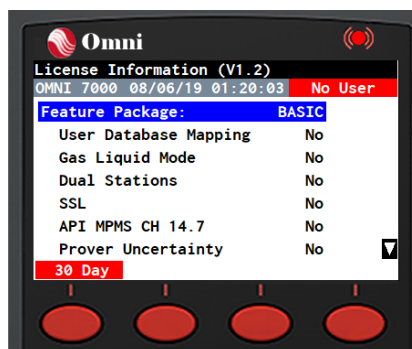 Omni
License Information (V1.2)
OMNI 7000 08/06/19 01:20:03 No User
Feature Package: BASIC
User Database Mapping No
Gas Liquid Mode No
Dual Stations No
SSL No
API MPMS CH 14.7 No
Prover Uncertainty No
30 Day